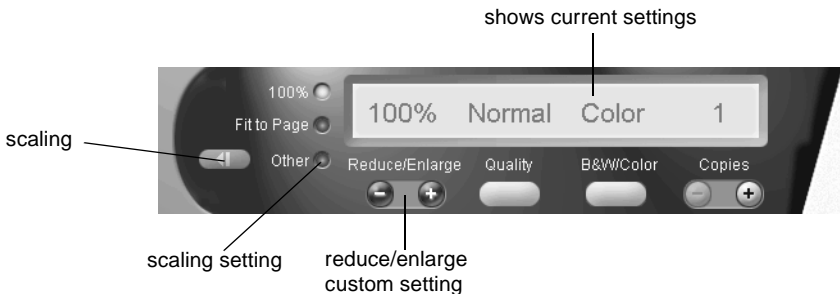 shows current settings
100%
Fit to Page
Other
100% Normal Color 1
scaling
Reduce/Enlarge Quality B&W/Color Copies
scaling setting
reduce/enlarge
custom setting